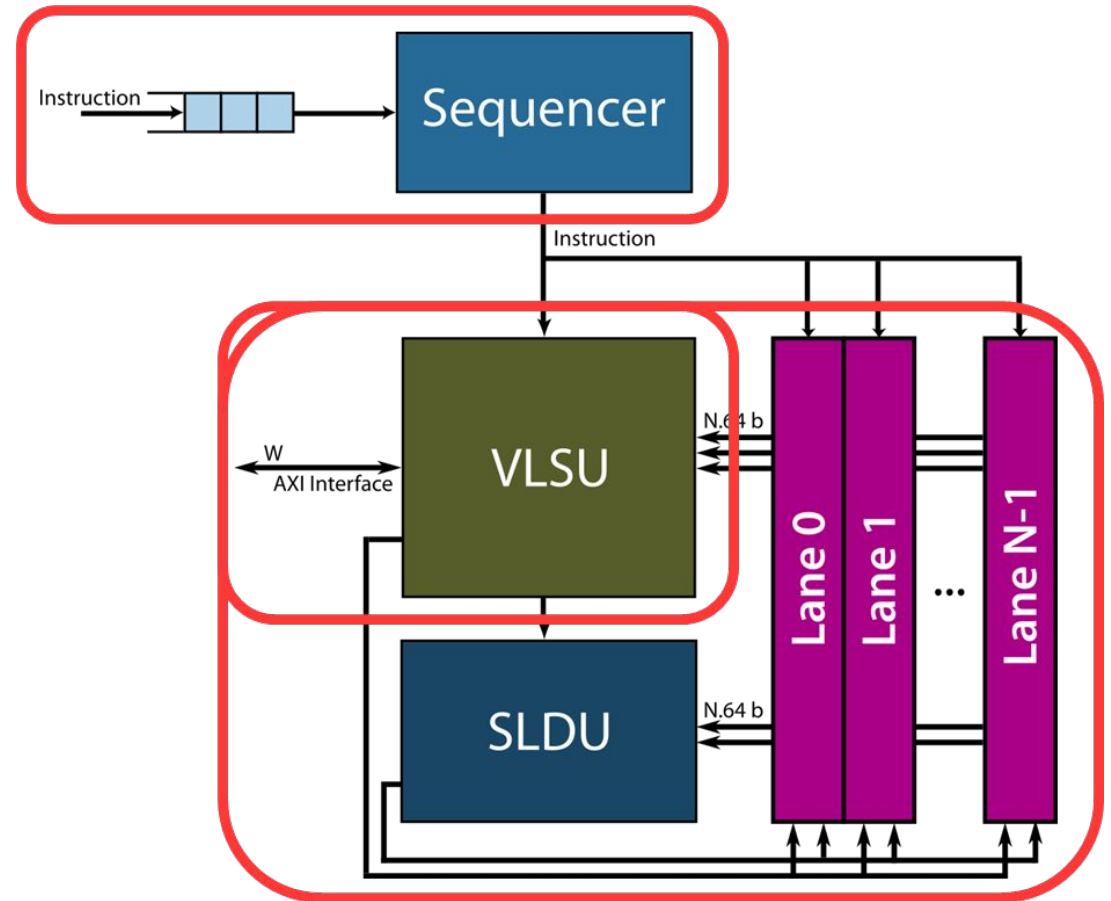 Instruction
Sequencer
Instruction
N.64 b
W
AXI Interface
VLSU
Lane 0
Lane 1
...
Lane N-1
N.64 b
SLDU